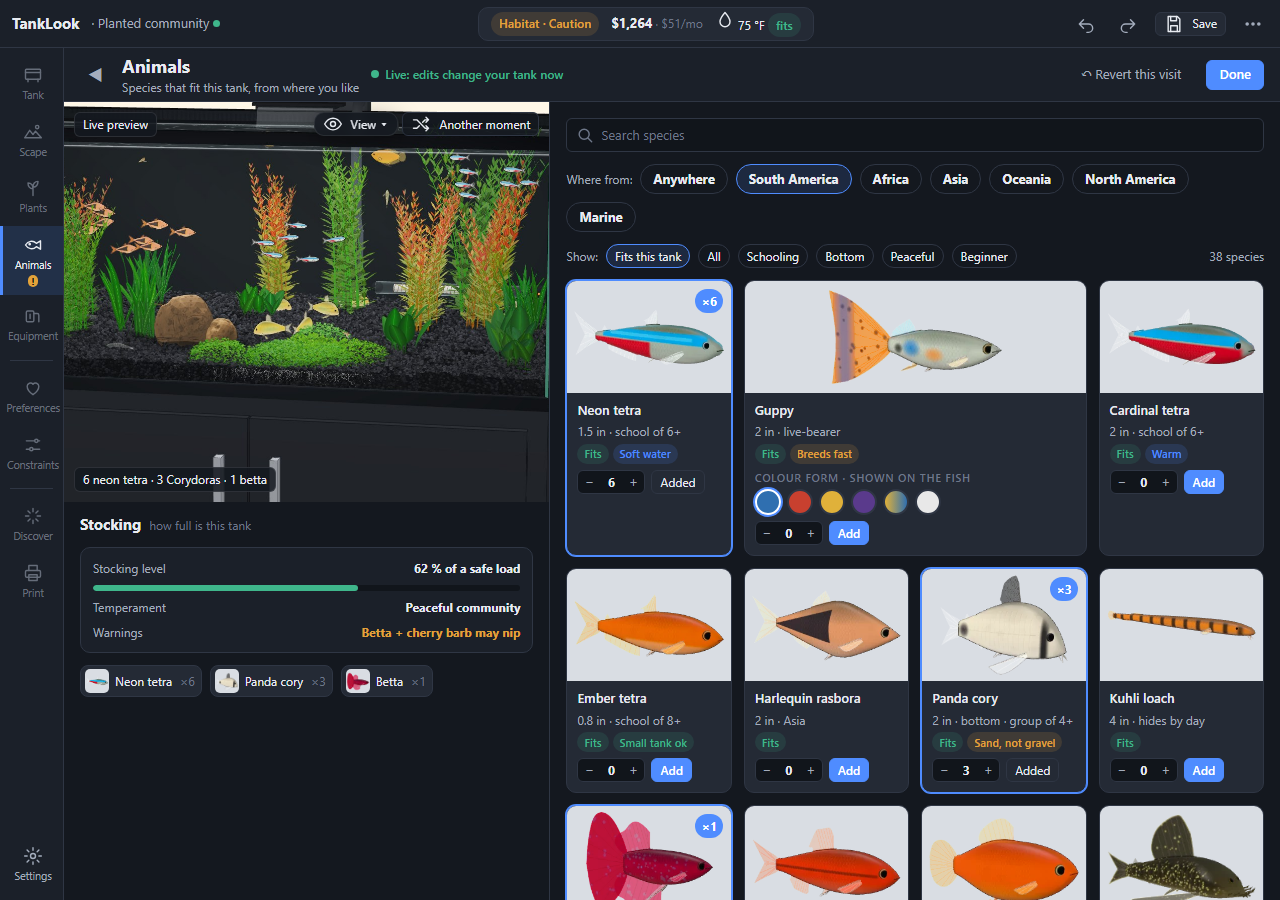 TankLook · Planted community
Habitat · Caution $1,264 · $51/mo 75 °F fits
Save
Tank
Scape
Plants
Animals
!
Equipment
Preferences
Constraints
Discover
Print
Settings
Animals
Species that fit this tank, from where you like
Live: edits change your tank now
Revert this visit
Done
Live preview
View
Another moment
6 neon tetra · 3 Corydoras · 1 betta
Stocking how full is this tank
Stocking level 62 % of a safe load
Temperament Peaceful community
Warnings Betta + cherry barb may nip
Neon tetra ×6
Panda cory ×3
Betta ×1
Search species
Where from: Anywhere South America Africa Asia Oceania North America
Marine
Show: Fits this tank All Schooling Bottom Peaceful Beginner 38 species
×6
Neon tetra
1.5 in · school of 6+
Fits Soft water
− 6 + Added
Guppy
2 in · live-bearer
Fits Breeds fast
COLOUR FORM · SHOWN ON THE FISH
− 0 + Add
Cardinal tetra
2 in · school of 6+
Fits Warm
− 0 + Add
Ember tetra
0.8 in · school of 8+
Fits Small tank ok
− 0 + Add
Harlequin rasbora
2 in · Asia
Fits
− 0 + Add
×3
Panda cory
2 in · bottom · group of 4+
Fits Sand, not gravel
− 3 + Added
Kuhli loach
4 in · hides by day
Fits
− 0 + Add
×1